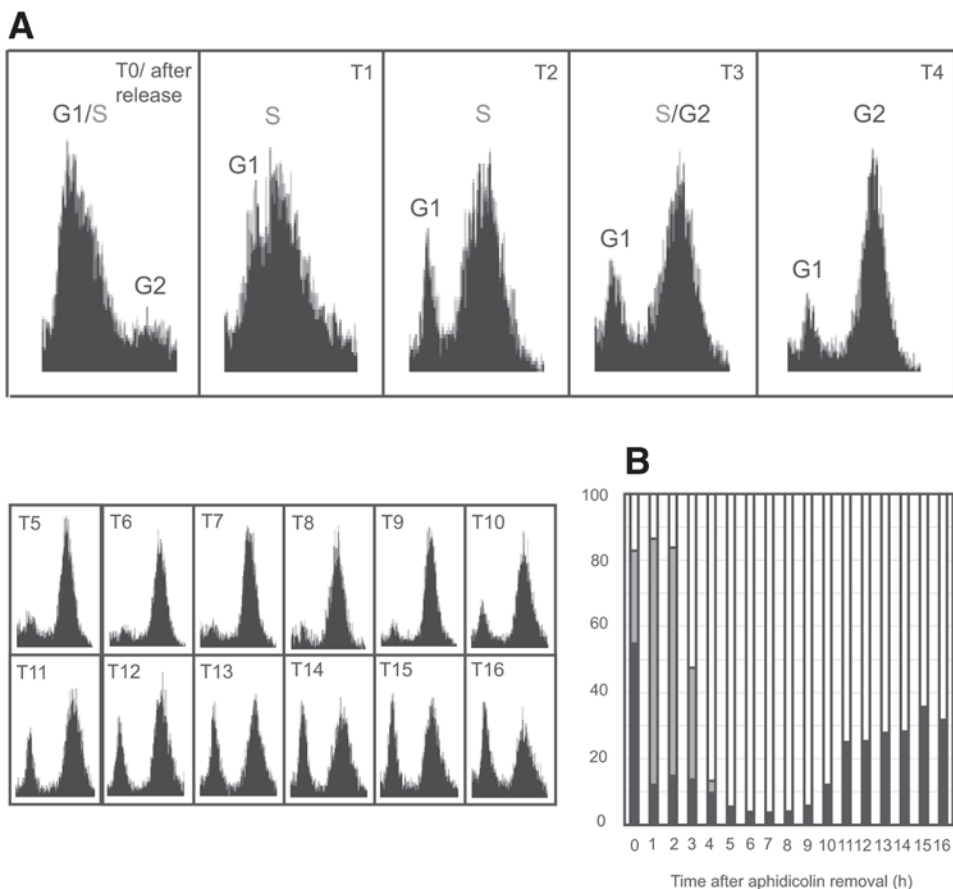 A
T0/ after
release
G1/S
G2
T1
S
G1
T2
S
G1
T3
S/G2
G1
T4
G2
G1
T5
T6
T7
T8
T9
T10
T11
T12
T13
T14
T15
T16
B
100
80
60
40
20
0
0 1 2 3 4 5 6 7 8 9 10 11 12 13 14 15 16
Time after aphidicolin removal (h)